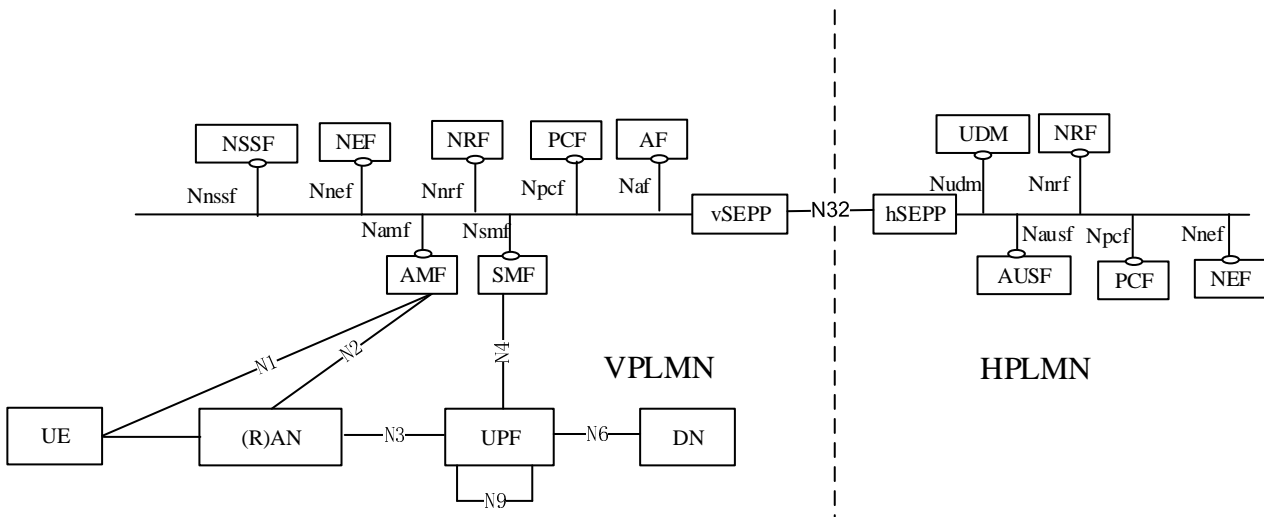 UDM
NRF
NSSF
NEF
NRF
PCF
AF
Nudm
Nnrf
Nnssf
Nnef
Nnrf
Npcf
Naf
vSEPP
N32
hSEPP
Namf
Nsmf
Nausf
Npcf
Nnef
AMF
SMF
AUSF
PCF
NEF
N1
N2
N4
VPLMN
HPLMN
UE
(R)AN
N3
UPF
N6
DN
N9